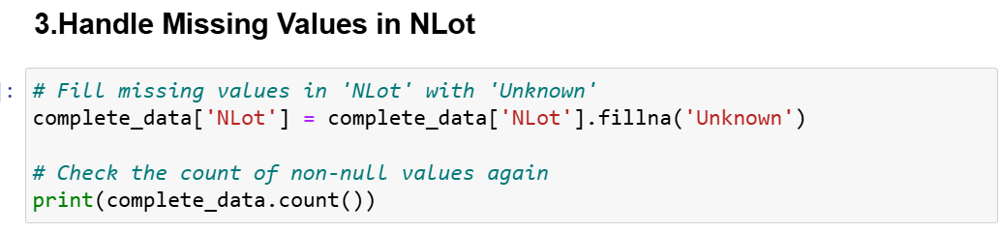 3.Handle Missing Values in NLot
]:
# Fill missing values in 'NLot' with 'Unknown'
complete_data['NLot'] = complete_data['NLot'].fillna('Unknown')
# Check the count of non-null values again
print(complete_data.count())